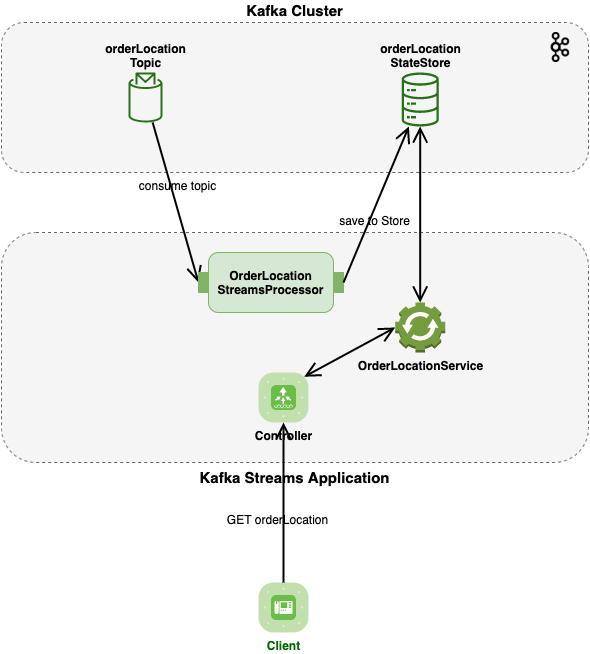 Kafka Cluster
orderLocation
Topic
orderLocation
StateStore
consume topic
save to Store
OrderLocation
StreamsProcessor
OrderLocationService
Controller
Kafka Streams Application
GET orderLocation
Client